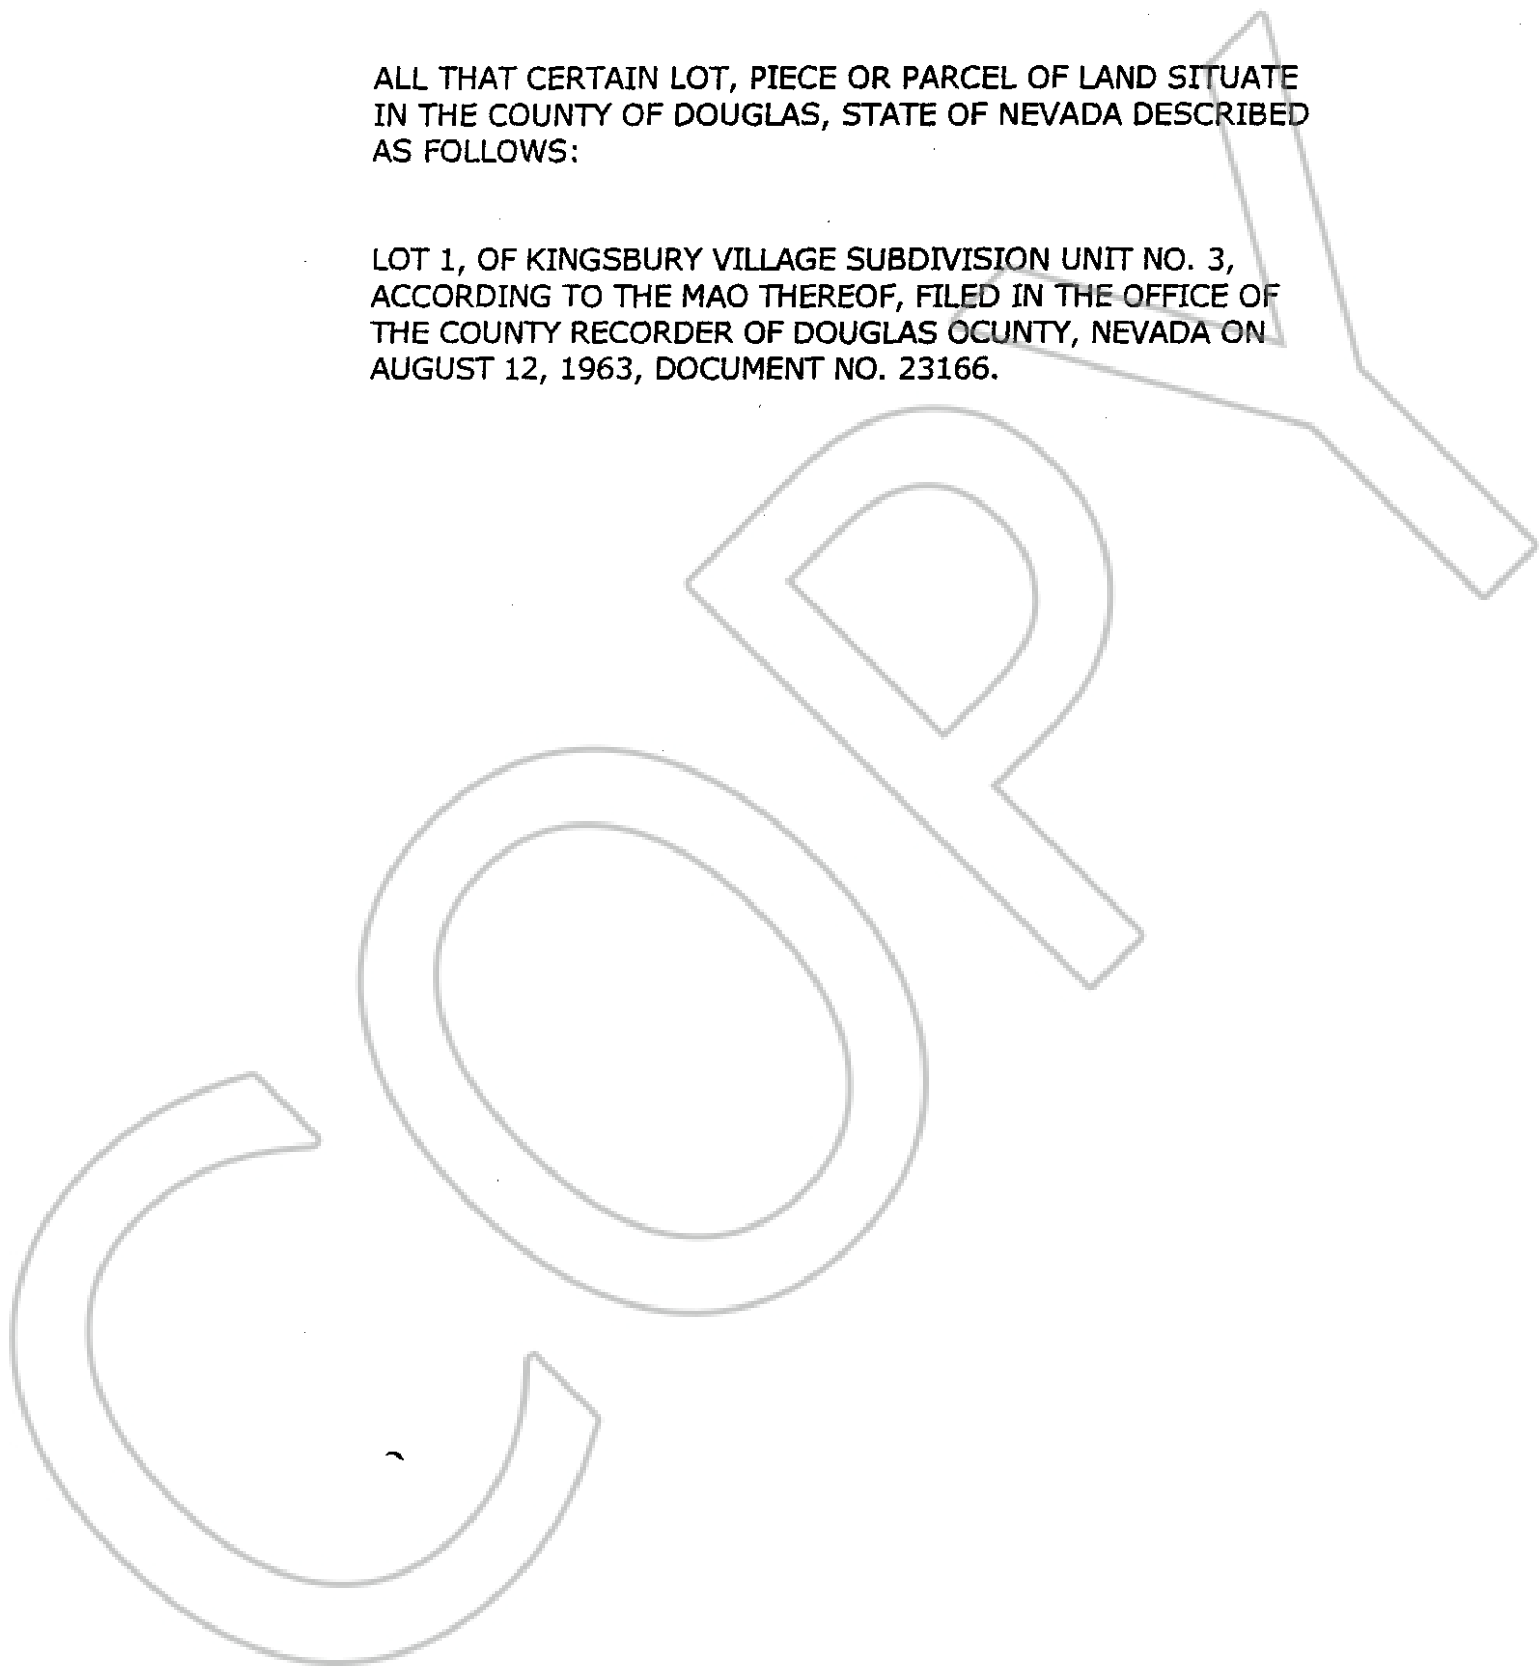 ALL THAT CERTAIN LOT, PIECE OR PARCEL OF LAND SITUATE
IN THE COUNTY OF DOUGLAS, STATE OF NEVADA DESCRIBED
AS FOLLOWS:
LOT 1, OF KINGSBURY VILLAGE SUBDIVISION UNIT NO. 3,
ACCORDING TO THE MAO THEREOF, FILED IN THE OFFICE OF
THE COUNTY RECORDER OF DOUGLAS OCUNTY, NEVADA ON
AUGUST 12, 1963, DOCUMENT NO. 23166.
COPY